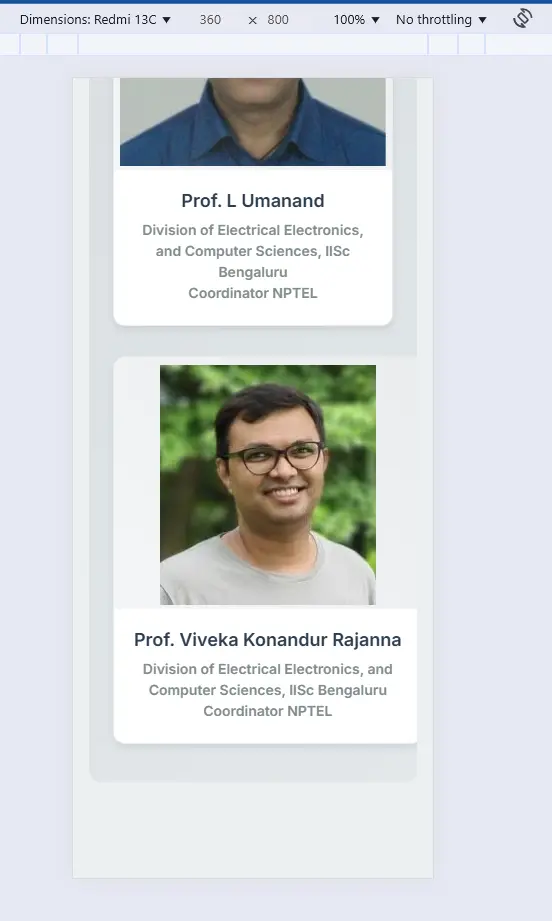 Dimensions: Redmi 13C ▼ 360 × 800 100% ▼ No throttling ▼
Prof. L Umanand
Division of Electrical Electronics,
and Computer Sciences, IISc
Bengaluru
Coordinator NPTEL
Prof. Viveka Konandur Rajanna
Division of Electrical Electronics, and
Computer Sciences, IISc Bengaluru
Coordinator NPTEL